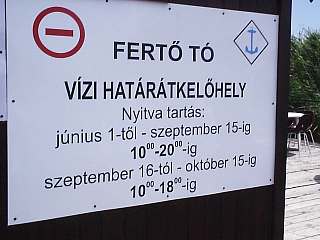 FERTŐ TÓ
VÍZI HATÁRÁTKELŐHELY
Nyitva tartás:
június 1-től - szeptember 15-ig
10⁰⁰-20⁰⁰-ig
szeptember 16-tól - október 15-ig
10⁰⁰-18⁰⁰-ig